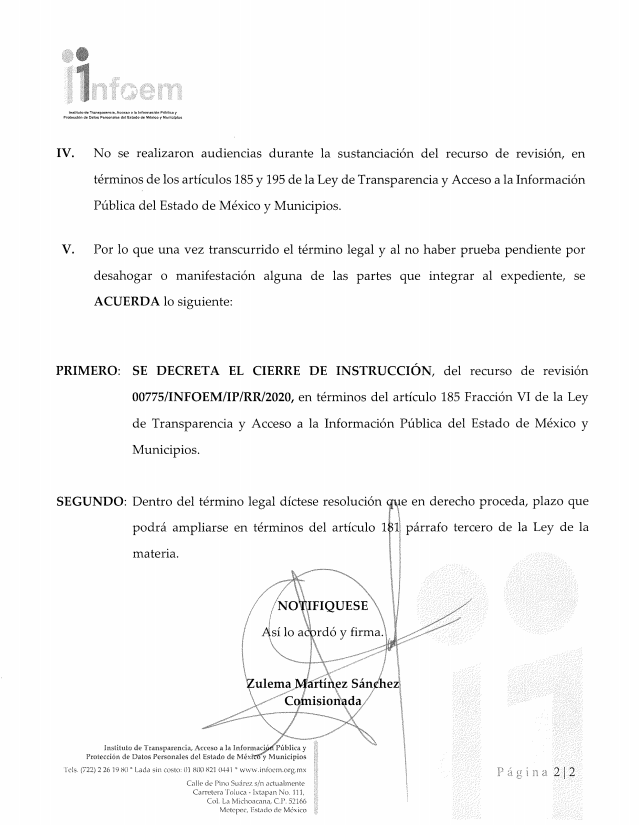 infoem
Instituto de Transparencia, Acceso a la Información Pública y
Protección de Datos Personales del Estado de México y Municipios
IV. No se realizaron audiencias durante la sustanciación del recurso de revisión, en
términos de los artículos 185 y 195 de la Ley de Transparencia y Acceso a la Información
Pública del Estado de México y Municipios.
V. Por lo que una vez transcurrido el término legal y al no haber prueba pendiente por
desahogar o manifestación alguna de las partes que integrar al expediente, se
ACUERDA lo siguiente:
PRIMERO: SE DECRETA EL CIERRE DE INSTRUCCIÓN, del recurso de revisión
00775/INFOEM/IP/RR/2020, en términos del artículo 185 Fracción VI de la Ley
de Transparencia y Acceso a la Información Pública del Estado de México y
Municipios.
SEGUNDO: Dentro del término legal díctese resolución que en derecho proceda, plazo que
podrá ampliarse en términos del artículo 181 párrafo tercero de la Ley de la
materia.
NOTIFIQUESE
Así lo acordó y firma.
Zulema Martínez Sánchez
Comisionada
Instituto de Transparencia, Acceso a la Información Pública y
Protección de Datos Personales del Estado de México y Municipios
Tels. (722) 2 26 19 80 * Lada sin costo: 01 800 821 0441 * www.infoem.org.mx
Calle de Pino Suárez s/n actualmente
Carretera Toluca - Ixtapan No. 111,
Col. La Michoacana, C.P. 52166
Metepec, Estado de México
Página 2|2